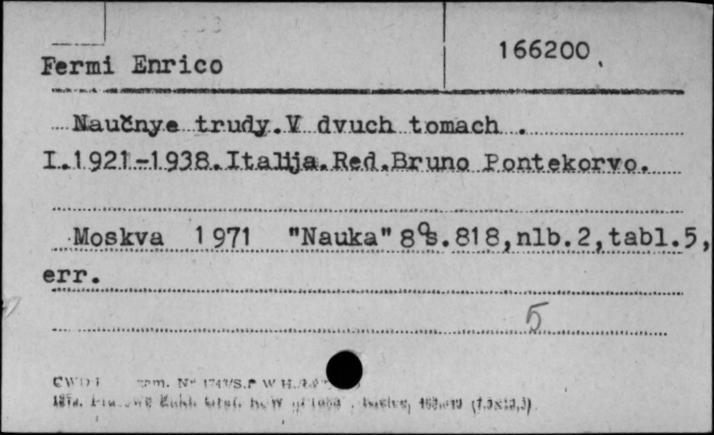 Fermi Enrico
166200
Naučnye trudy.V dvuch tomach .
I.1921-1938.Italija.Red.Bruno Pontekorvo.
Moskva 1971 "Nauka" 8°s.818,nlb.2,tabl.5,
err.
5